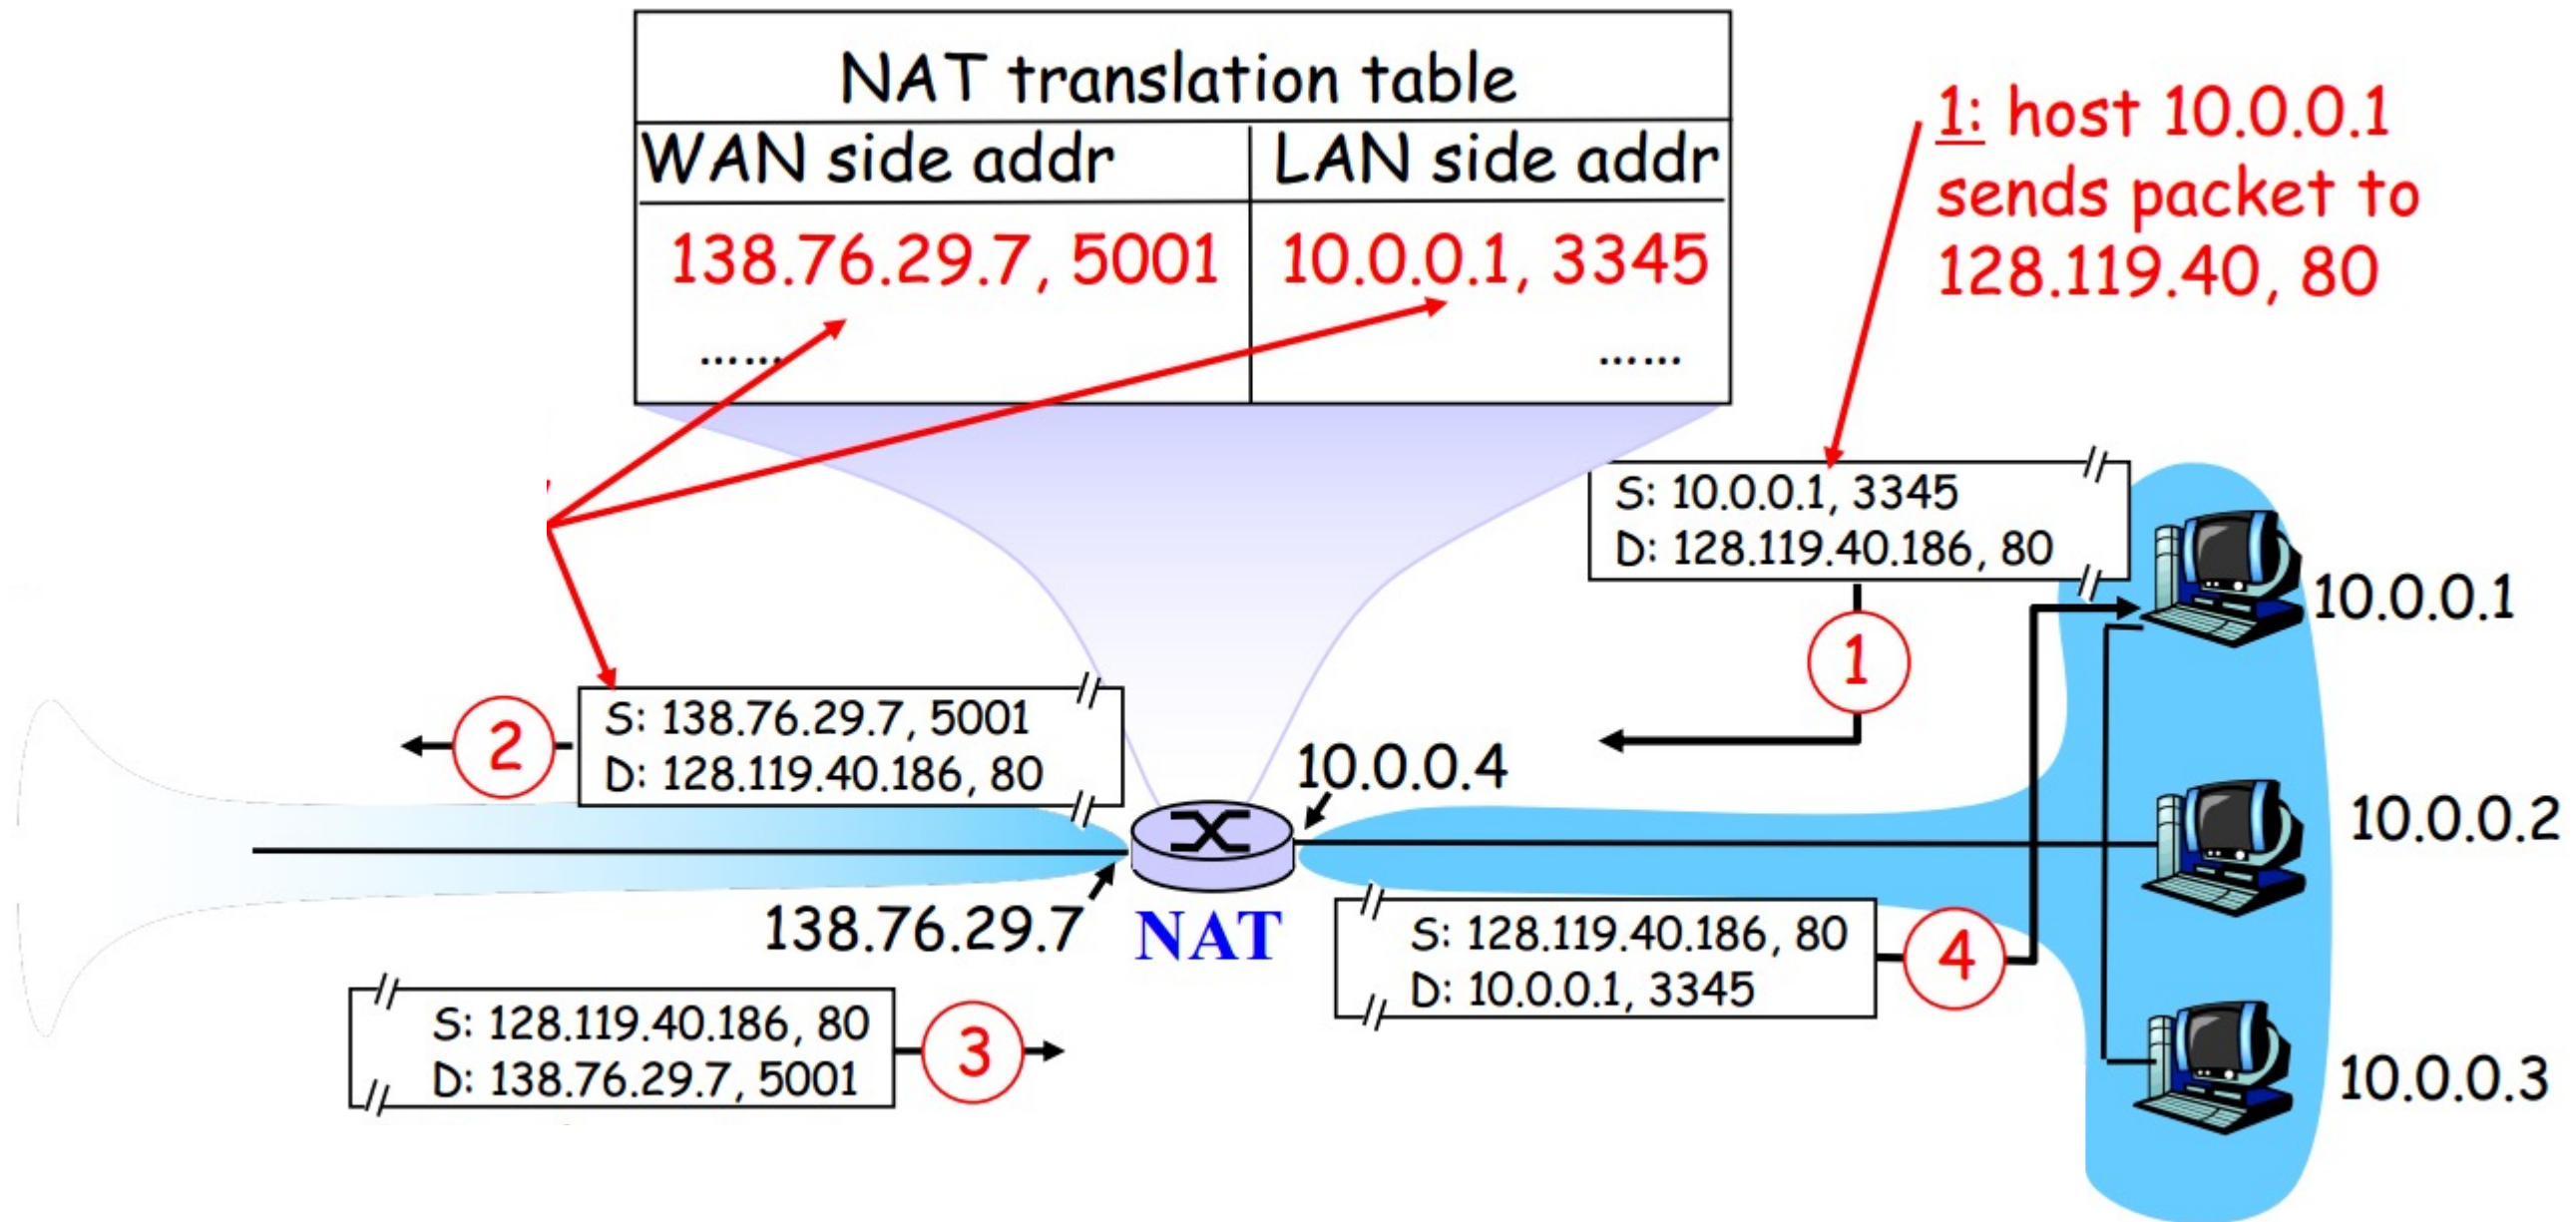 NAT translation table
WAN side addr
LAN side addr
138.76.29.7, 5001
10.0.0.1, 3345
......
......
1: host 10.0.0.1
sends packet to
128.119.40, 80
S: 10.0.0.1, 3345
D: 128.119.40.186, 80
10.0.0.1
1
2
S: 138.76.29.7, 5001
D: 128.119.40.186, 80
10.0.0.4
10.0.0.2
138.76.29.7
NAT
S: 128.119.40.186, 80
D: 10.0.0.1, 3345
4
S: 128.119.40.186, 80
D: 138.76.29.7, 5001
3
10.0.0.3